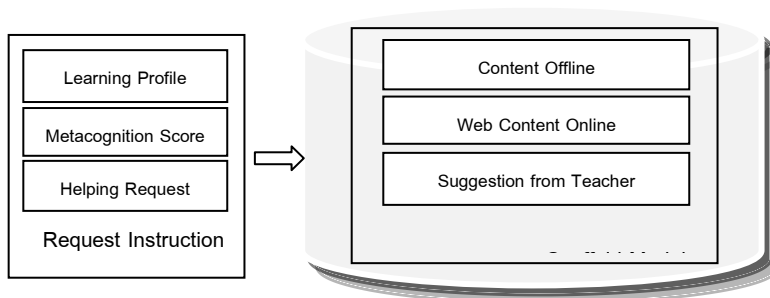 Learning Profile
Metacognition Score
Helping Request
Request Instruction
Content Offline
Web Content Online
Suggestion from Teacher